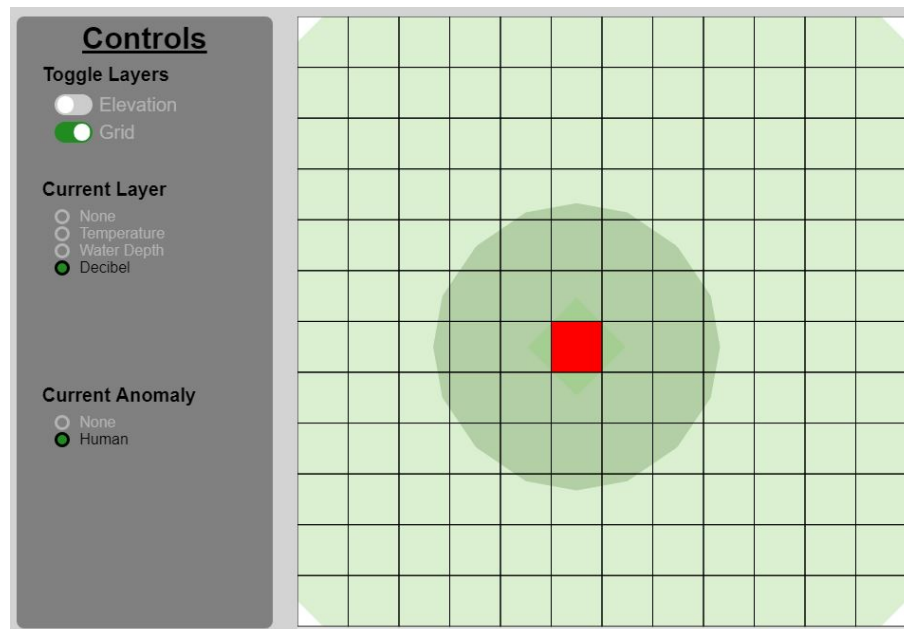 Controls
Toggle Layers
Elevation
Grid
Current Layer
None
Temperature
Water Depth
Decibel
Current Anomaly
None
Human